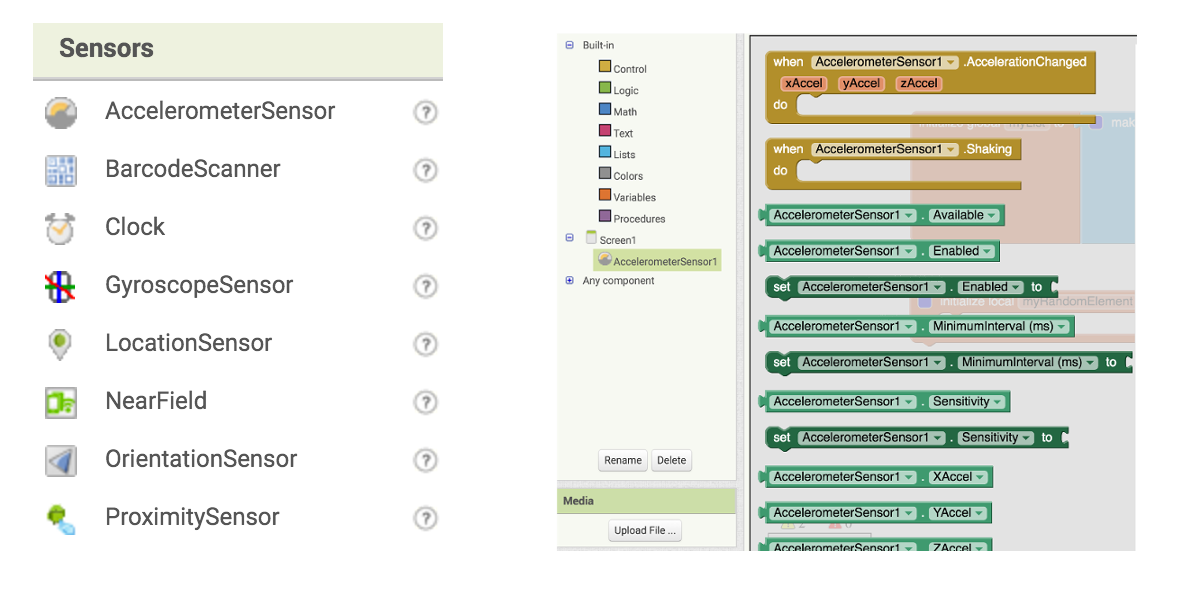 Sensors
AccelerometerSensor ?
BarcodeScanner ?
Clock ?
GyroscopeSensor ?
LocationSensor ?
NearField ?
OrientationSensor ?
ProximitySensor ?
Built-in
Control
Logic
Math
Text
Lists
Colors
Variables
Procedures
Screen1
AccelerometerSensor1
Any component
Rename Delete
Media
Upload File ...
when AccelerometerSensor1 .AccelerationChanged
xAccel yAccel zAccel
do
initialize global myList to mak
when AccelerometerSensor1 .Shaking
do
AccelerometerSensor1 . Available
AccelerometerSensor1 . Enabled
set AccelerometerSensor1 . Enabled to
initialize local myRandomElement
AccelerometerSensor1 . MinimumInterval (ms)
set AccelerometerSensor1 . MinimumInterval (ms) to
AccelerometerSensor1 . Sensitivity
set AccelerometerSensor1 . Sensitivity to
AccelerometerSensor1 . XAccel
AccelerometerSensor1 . YAccel
2
AccelerometerSensor1 . ZAccel